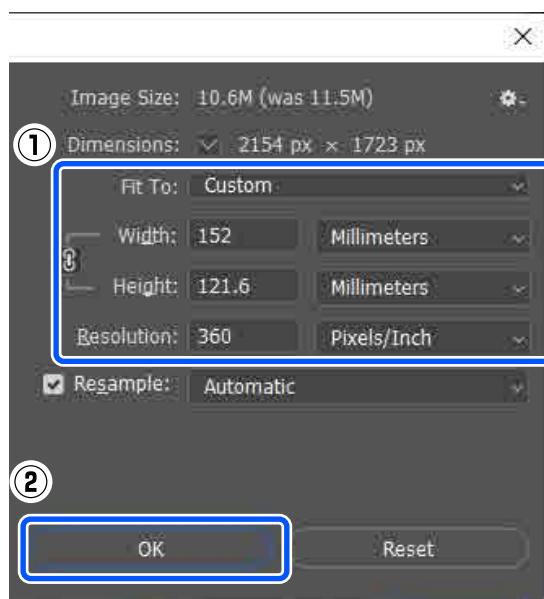 Image Size: 10.6M (was 11.5M)
① Dimensions: 2154 px × 1723 px
Fit To: Custom
Width: 152 Millimeters
Height: 121.6 Millimeters
Resolution: 360 Pixels/Inch
Resample: Automatic
②
OK Reset